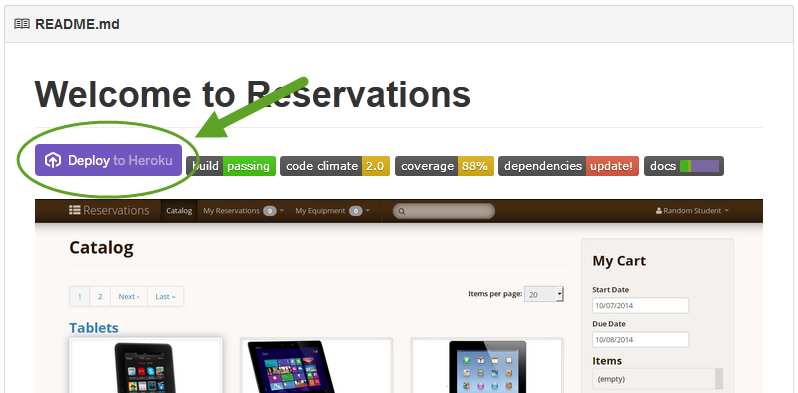 README.md
Welcome to Reservations
Deploy to Heroku build passing code climate 2.0 coverage 88% dependencies update! docs
Reservations Catalog My Reservations 0 My Equipment 0 Random Student
Catalog
My Cart
1 2 Next › Last »
Items per page: 20
Start Date
10/07/2014
Due Date
10/08/2014
Tablets
Items
(empty)